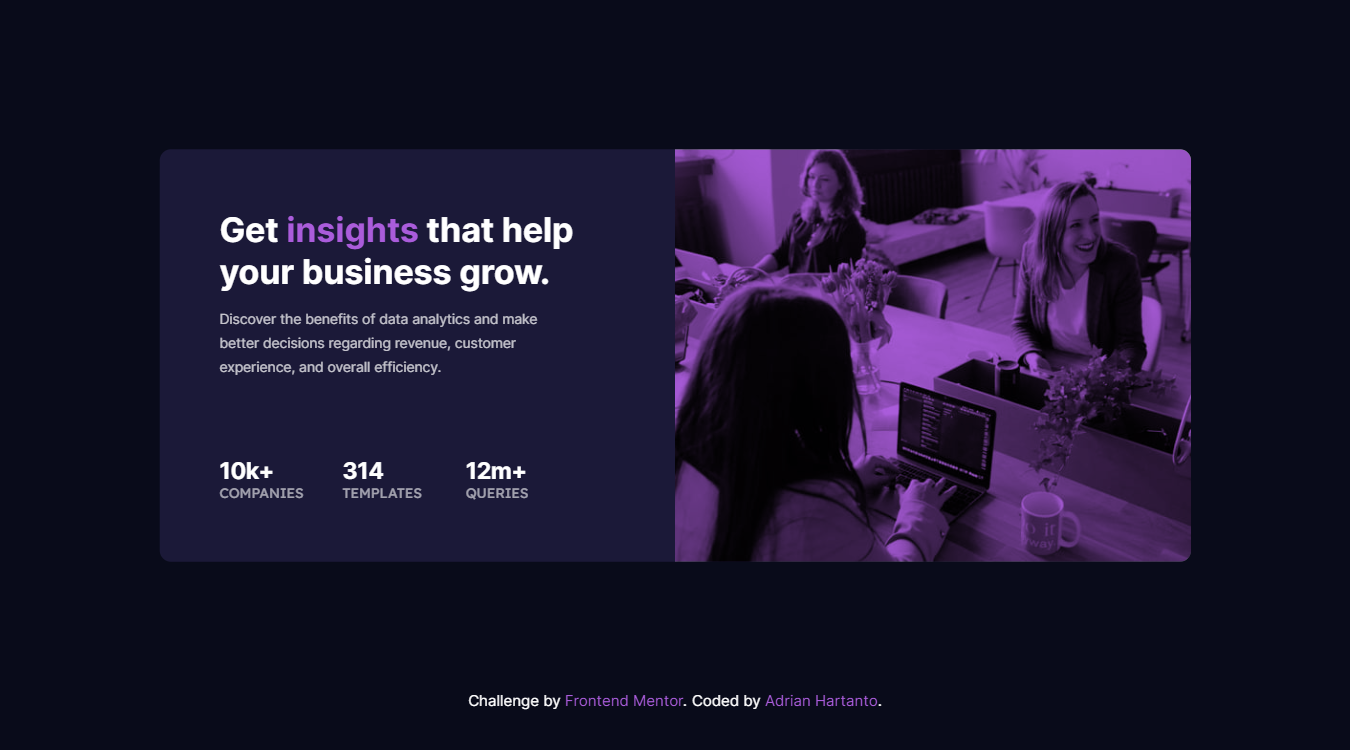 Get insights that help
your business grow.
Discover the benefits of data analytics and make
better decisions regarding revenue, customer
experience, and overall efficiency.
10k+ 314 12m+
COMPANIES TEMPLATES QUERIES
Challenge by Frontend Mentor. Coded by Adrian Hartanto.